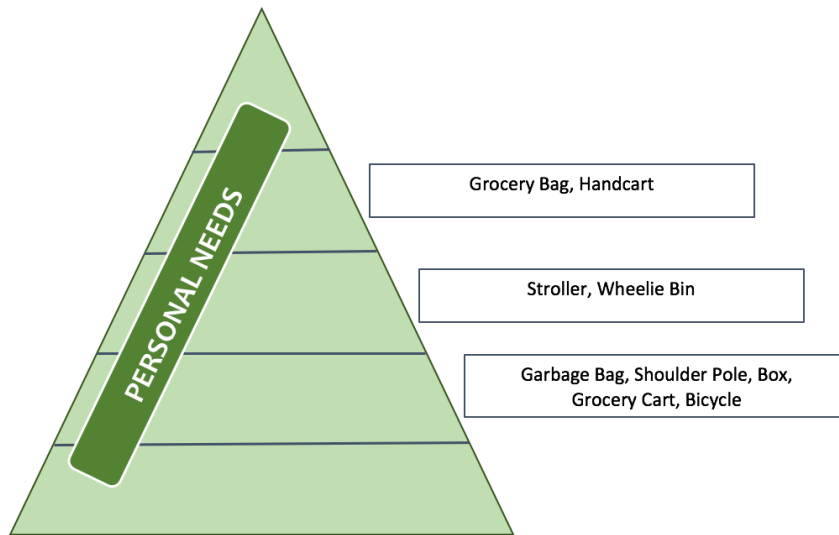 PERSONAL NEEDS
Grocery Bag, Handcart
Stroller, Wheelie Bin
Garbage Bag, Shoulder Pole, Box,
Grocery Cart, Bicycle